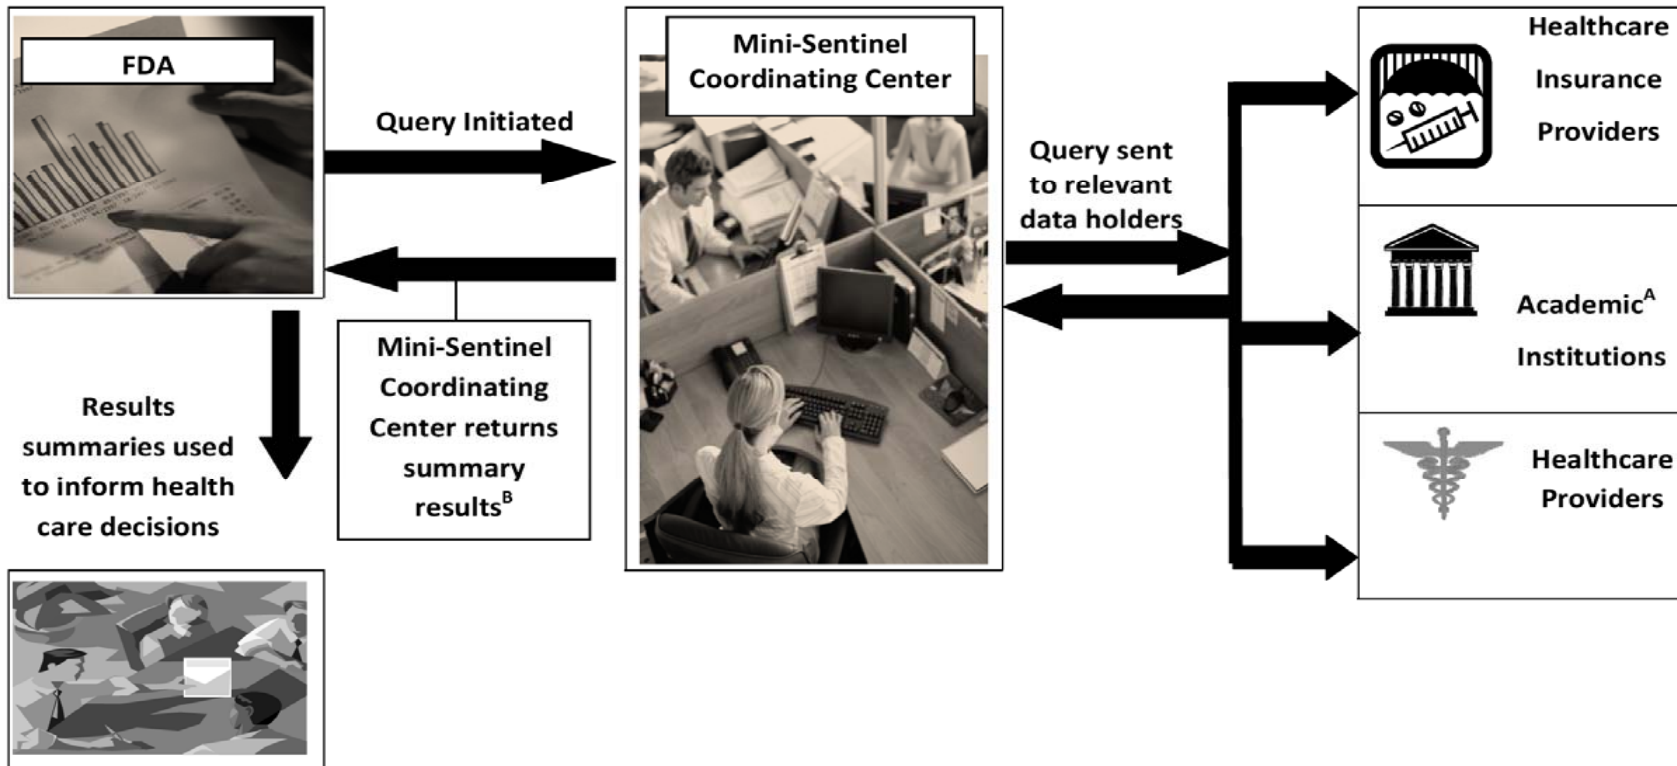 FDA
Query Initiated
Mini-Sentinel
Coordinating
Center returns
summary
results^B
Results
summaries used
to inform health
care decisions
Mini-Sentinel
Coordinating Center
Query sent
to relevant
data holders
Healthcare
Insurance
Providers
Academic^A
Institutions
Healthcare
Providers